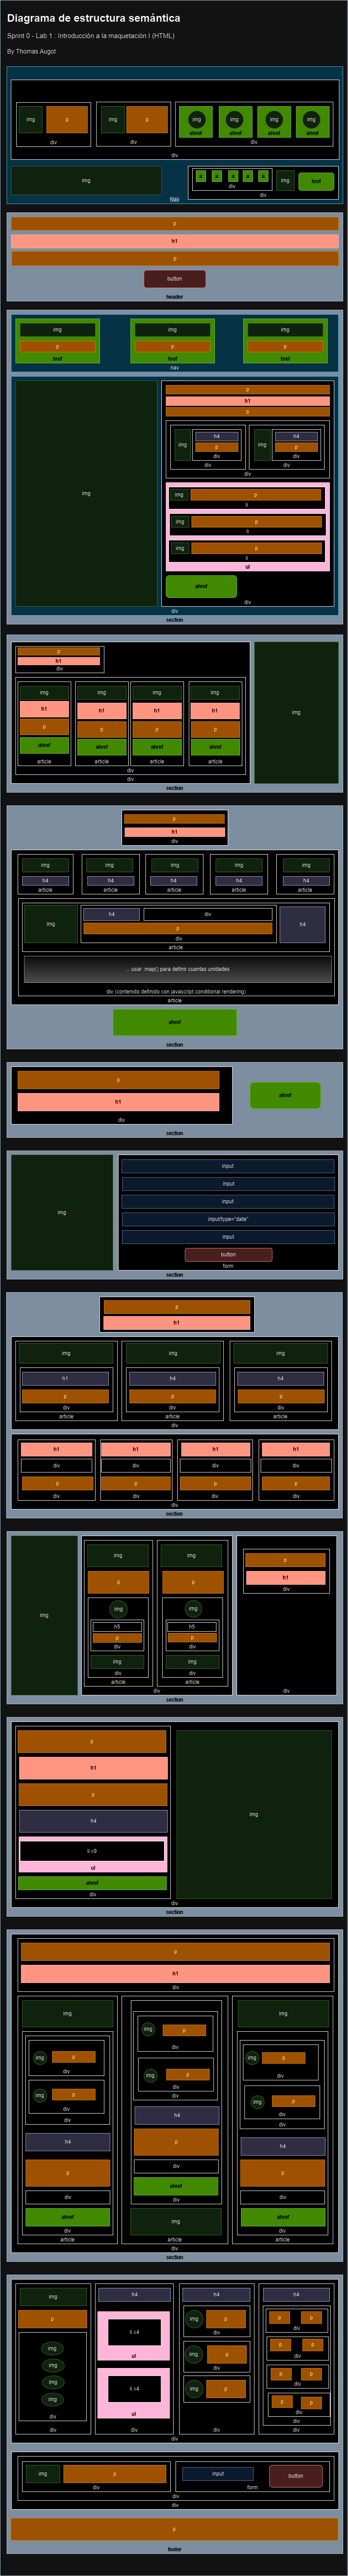 Diagrama de estructura semántica
Sprint 0 - Lab 1 : Introducción a la maquetación I (HTML)
By Thomas Augot
img p img p img img img img
ahref ahref ahref ahref
div div div
div
img a a a a a img href
div
div
Nav
p
h1
p
button
header
img img img
p p p
href href href
nav
img
p
h1
p
img h4 img h4
p p
div div
div div
div
img p
li
img p
li
img p
li
ul
ahref
div
div
section
p
h1
div
img
img img img img
h1 h1 h1 h1
p p p p
ahref ahref ahref ahref
article article article article
div
div
section
p
h1
div
img img img img img
h4 h4 h4 h4 h4
article article article article article
img h4 div h4
p
div
article
... usar .map() para definir cuantas unidades
div (contenido definido con javascript conditional rendering)
article
ahref
section
p
h1
div
ahref
section
img
input
input
input
input type="date"
input
button
form
section
p
h1
img img img
h1 h4 h4
p p p
div div div
article article article
div
h1 h1 h1 h1
div div div div
p p p p
div div div div
div
section
img
img img
p p
img img
h5 h5
p p
div div
img img
div div
article article
div
p
h1
div
div
section
p
h1
p
h4
li x9
ul
ahref
div
img
div
section
p
h1
div
img
img p
div
img p
div
div
h4
p
div
ahref
div
article
img p
div
img p
div
div
h4
p
div
ahref
div
img
article
img
img p
div
img p
div
div
h4
p
div
ahref
div
article
div
section
img
p
img
img
img
img
div
div
h4
li x4
ul
li x4
ul
div
h4
img p
img p
img p
div
h4
p p
div
p p
div
p p
div
p p
div
div
div
div
img p
div
input button
form
div
div
p
footer